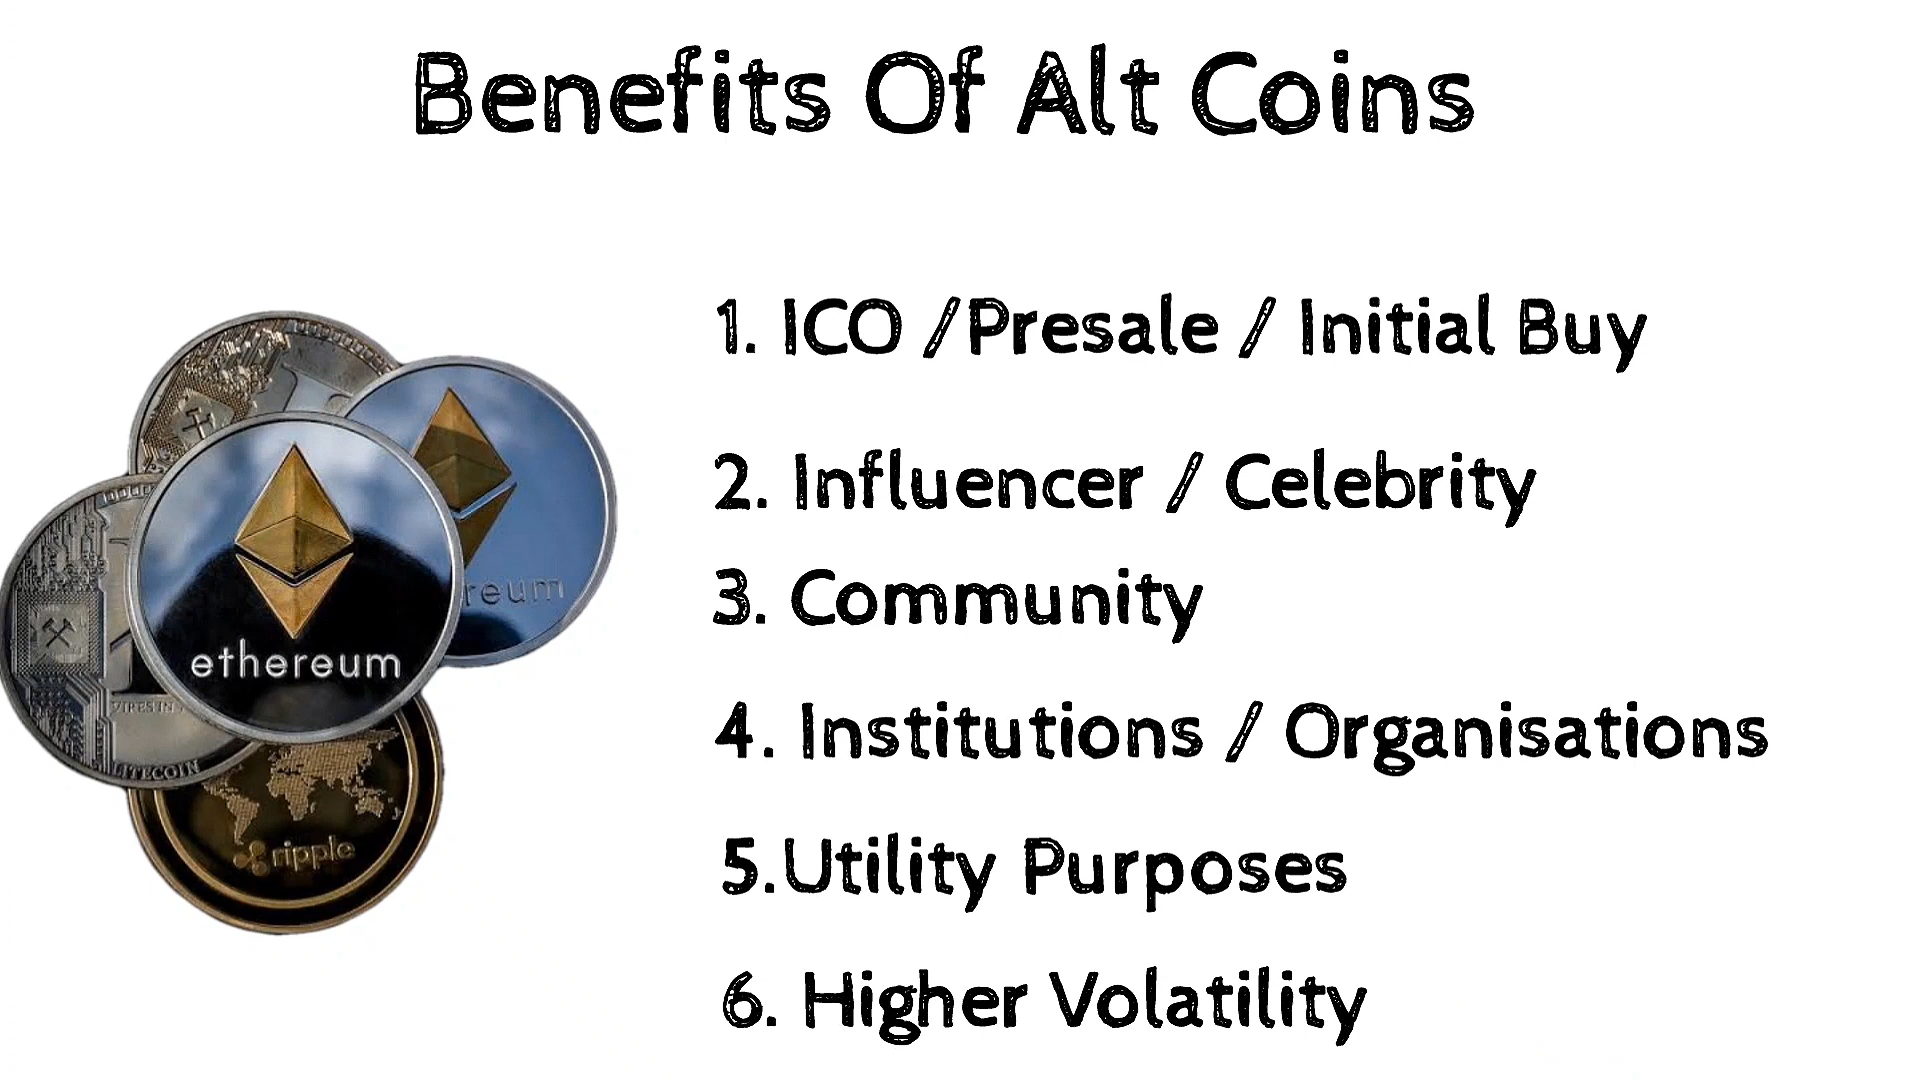 Benefits Of Alt Coins
1. ICO /Presale / Initial Buy
2. Influencer / Celebrity
3. Community
4. Institutions / Organisations
5.Utility Purposes
6. Higher Volatility
ethereum
reum
LITECOIN
ripple